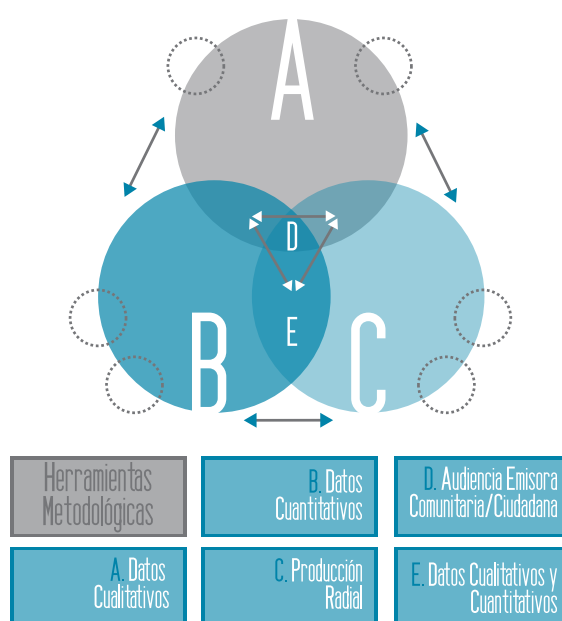 A
D
E
B
C
Herramientas
Metodológicas
B. Datos
Cuantitativos
D. Audiencia Emisora
Comunitaria/Ciudadana
A. Datos
Cualitativos
C. Producción
Radial
E. Datos Cualitativos y
Cuantitativos